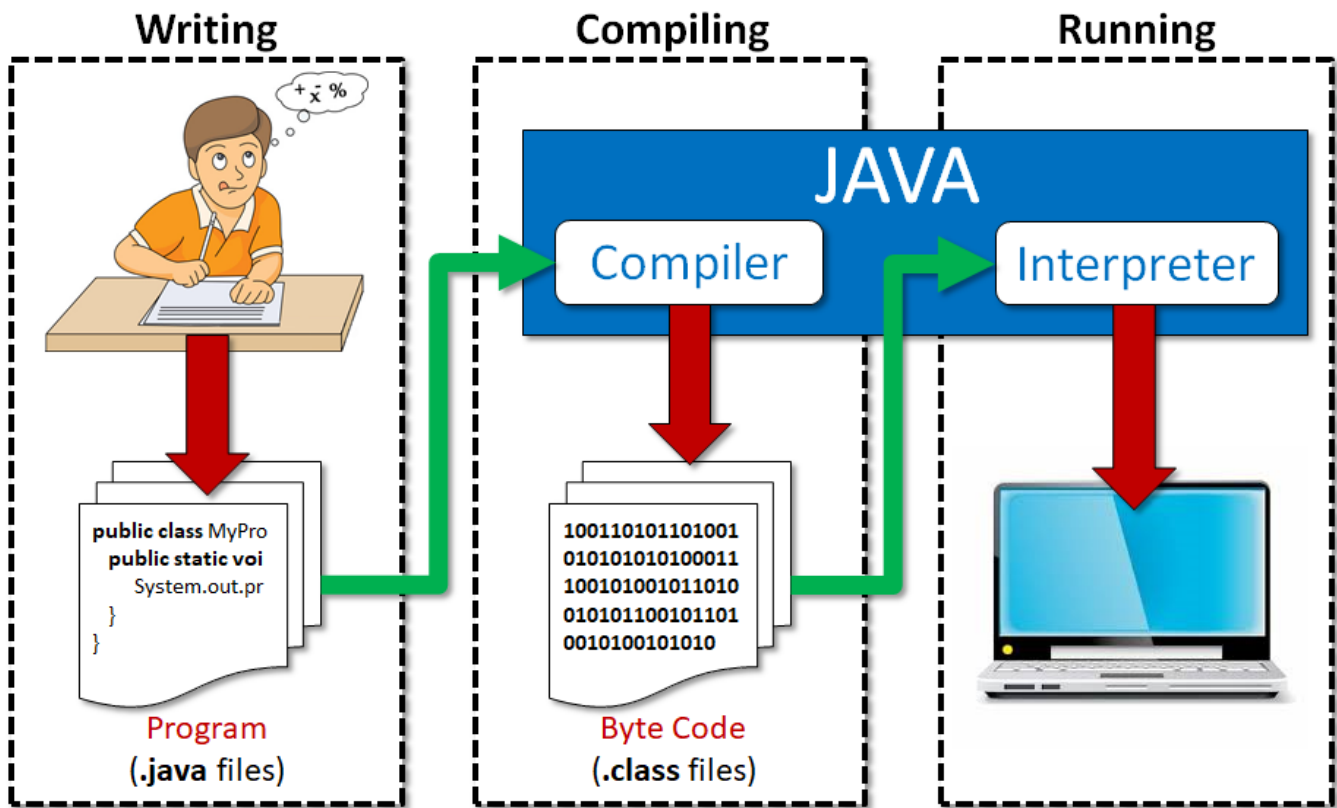 Writing
Compiling
Running
+ x - %
JAVA
Compiler
Interpreter
public class MyPro
public static voi
System.out.pr
}
}
100110101101001
010101010100011
100101001011010
010101100101101
0010100101010
Program
(.java files)
Byte Code
(.class files)